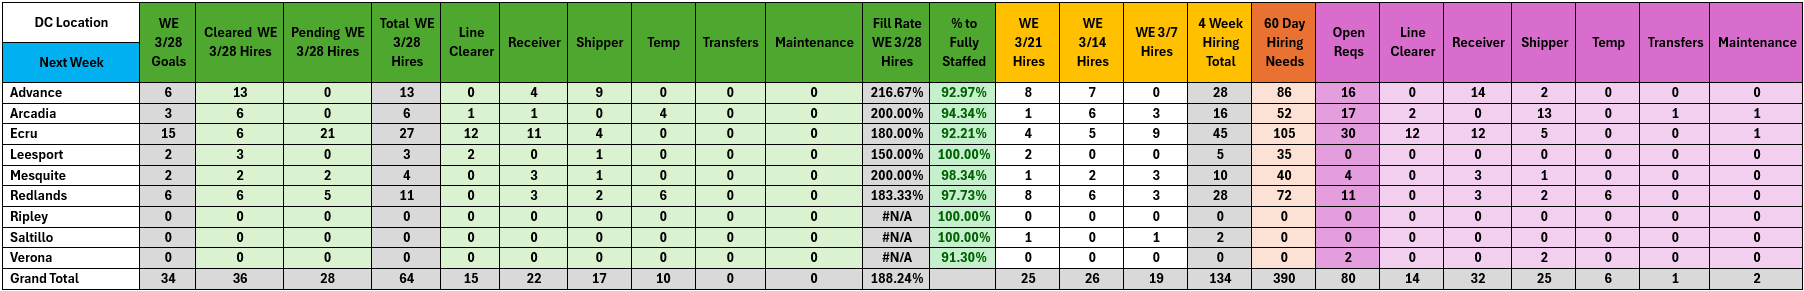 DC Location WE 3/28 Goals Cleared WE 3/28 Hires Pending WE 3/28 Hires Total WE 3/28 Hires Line Clearer Receiver Shipper Temp Transfers Maintenance Fill Rate WE 3/28 Hires % to Fully Staffed WE 3/21 Hires WE 3/14 Hires WE 3/7 Hires 4 Week Hiring Total 60 Day Hiring Needs Open Reqs Line Clearer Receiver Shipper Temp Transfers Maintenance
Next Week
Advance 6 13 0 13 0 4 9 0 0 0 216.67% 92.97% 8 7 0 28 86 16 0 14 2 0 0 0
Arcadia 3 6 0 6 1 1 0 4 0 0 200.00% 94.34% 1 6 3 16 52 17 2 0 13 0 1 1
Ecru 15 6 21 27 12 11 4 0 0 0 180.00% 92.21% 4 5 9 45 105 30 12 12 5 0 0 1
Leesport 2 3 0 3 2 0 1 0 0 0 150.00% 100.00% 2 0 0 5 35 0 0 0 0 0 0 0
Mesquite 2 2 2 4 0 3 1 0 0 0 200.00% 98.34% 1 2 3 10 40 4 0 3 1 0 0 0
Redlands 6 6 5 11 0 3 2 6 0 0 183.33% 97.73% 8 6 3 28 72 11 0 3 2 6 0 0
Ripley 0 0 0 0 0 0 0 0 0 0 #N/A 100.00% 0 0 0 0 0 0 0 0 0 0 0 0
Saltillo 0 0 0 0 0 0 0 0 0 0 #N/A 100.00% 1 0 1 2 0 0 0 0 0 0 0 0
Verona 0 0 0 0 0 0 0 0 0 0 #N/A 91.30% 0 0 0 0 0 2 0 0 2 0 0 0
Grand Total 34 36 28 64 15 22 17 10 0 0 188.24% 25 26 19 134 390 80 14 32 25 6 1 2